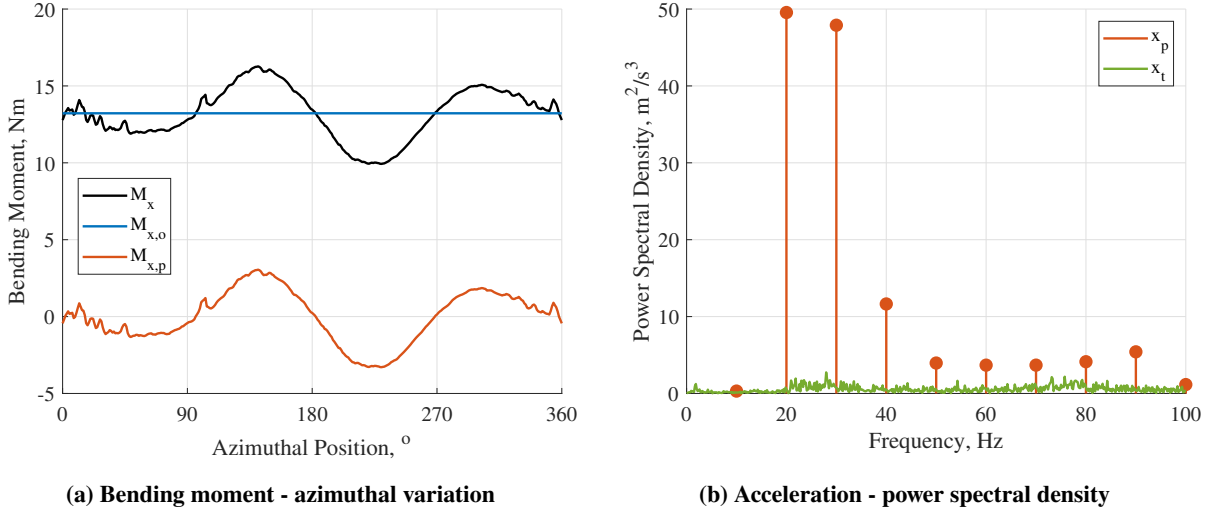 20
15
10
5
0
-5
Bending Moment, Nm
M_x
M_{x,o}
M_{x,p}
0 90 180 270 360
Azimuthal Position, °
(a) Bending moment - azimuthal variation
50
40
30
20
10
0
Power Spectral Density, m²/s³
x_p
x_t
0 20 40 60 80 100
Frequency, Hz
(b) Acceleration - power spectral density